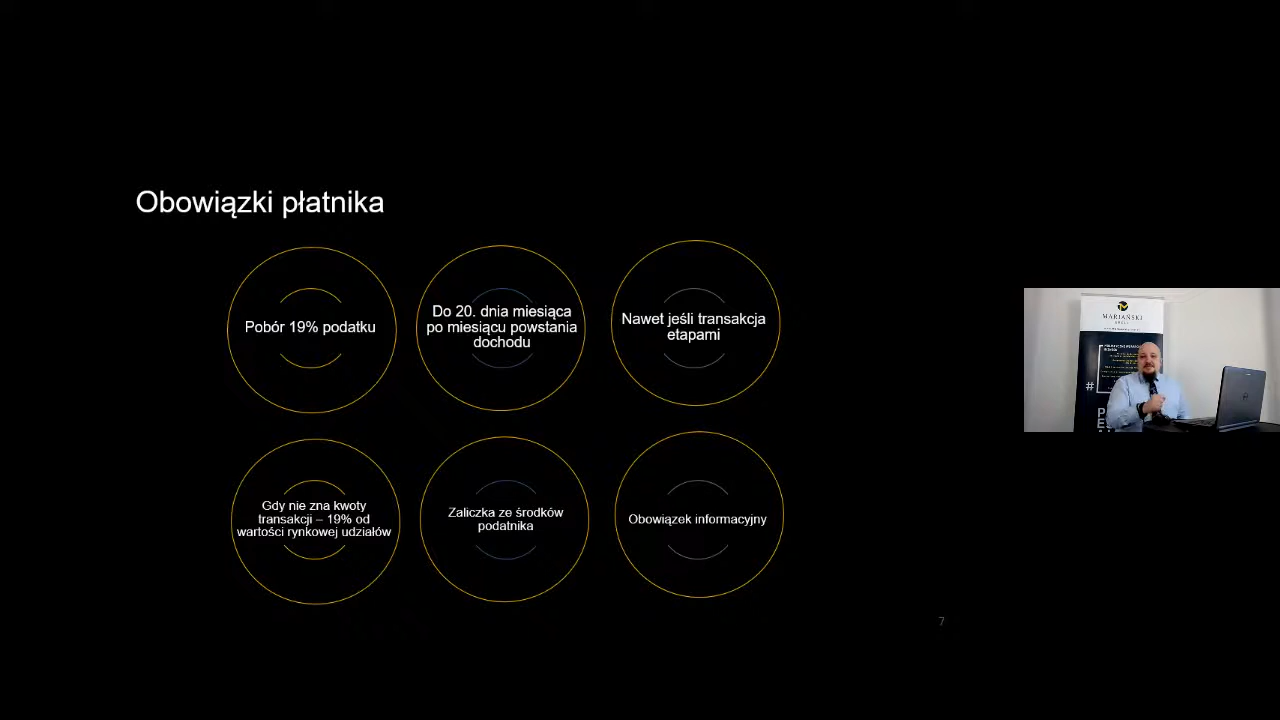 Obowiązki płatnika
Pobór 19% podatku
Do 20. dnia miesiąca
po miesiącu powstania
dochodu
Nawet jeśli transakcja
etapami
Gdy nie zna kwoty
transakcji – 19% od
wartości rynkowej udziałów
Zaliczka ze środków
podatnika
Obowiązek informacyjny
7
MARIAŃSKI
#